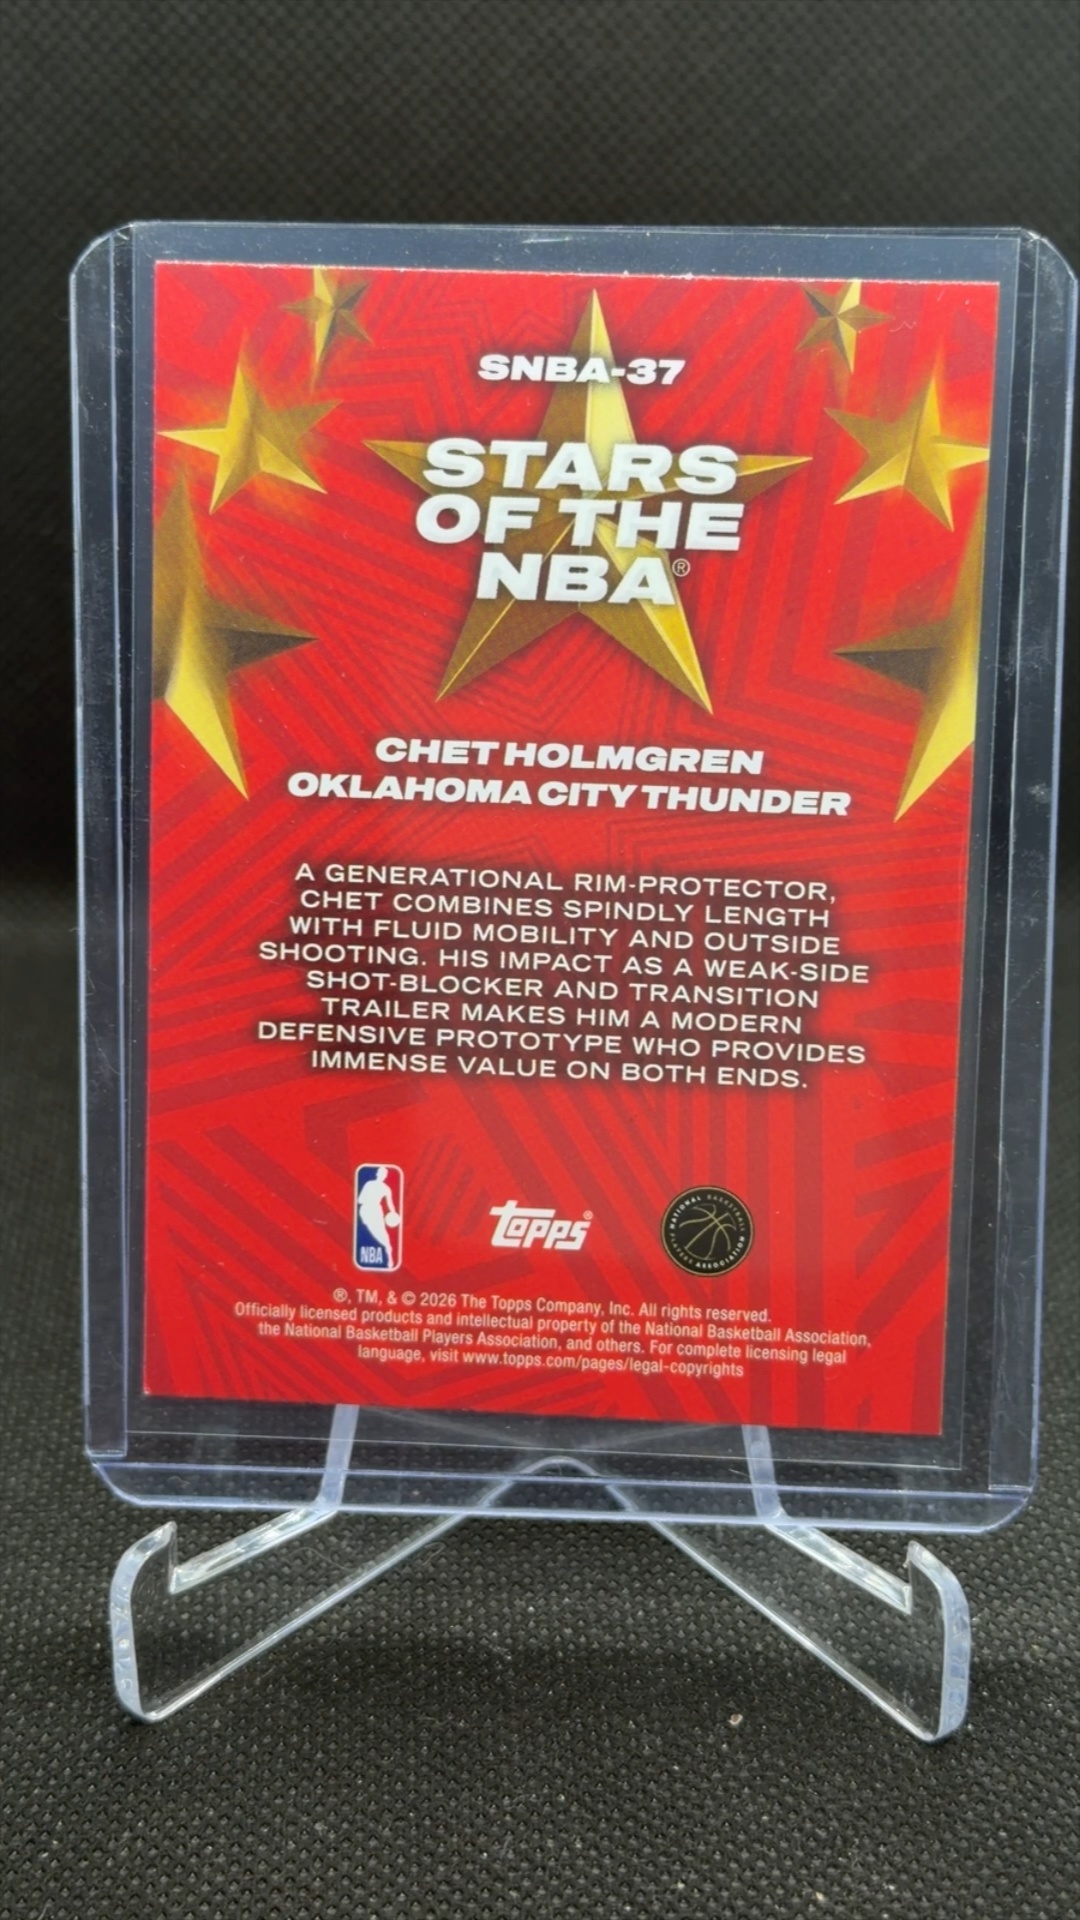 SNBA-37
STARS
OF THE
NBA®
CHET HOLMGREN
OKLAHOMA CITY THUNDER
A GENERATIONAL RIM-PROTECTOR,
CHET COMBINES SPINDLY LENGTH
WITH FLUID MOBILITY AND OUTSIDE
SHOOTING. HIS IMPACT AS A WEAK-SIDE
SHOT-BLOCKER AND TRANSITION
TRAILER MAKES HIM A MODERN
DEFENSIVE PROTOTYPE WHO PROVIDES
IMMENSE VALUE ON BOTH ENDS.
NBA
Topps®
NATIONAL BASKETBALL
PLAYERS ASSOCIATION
®, TM, & © 2026 The Topps Company, Inc. All rights reserved.
Officially licensed products and intellectual property of the National Basketball Association,
the National Basketball Players Association, and others. For complete licensing legal
language, visit www.topps.com/pages/legal-copyrights